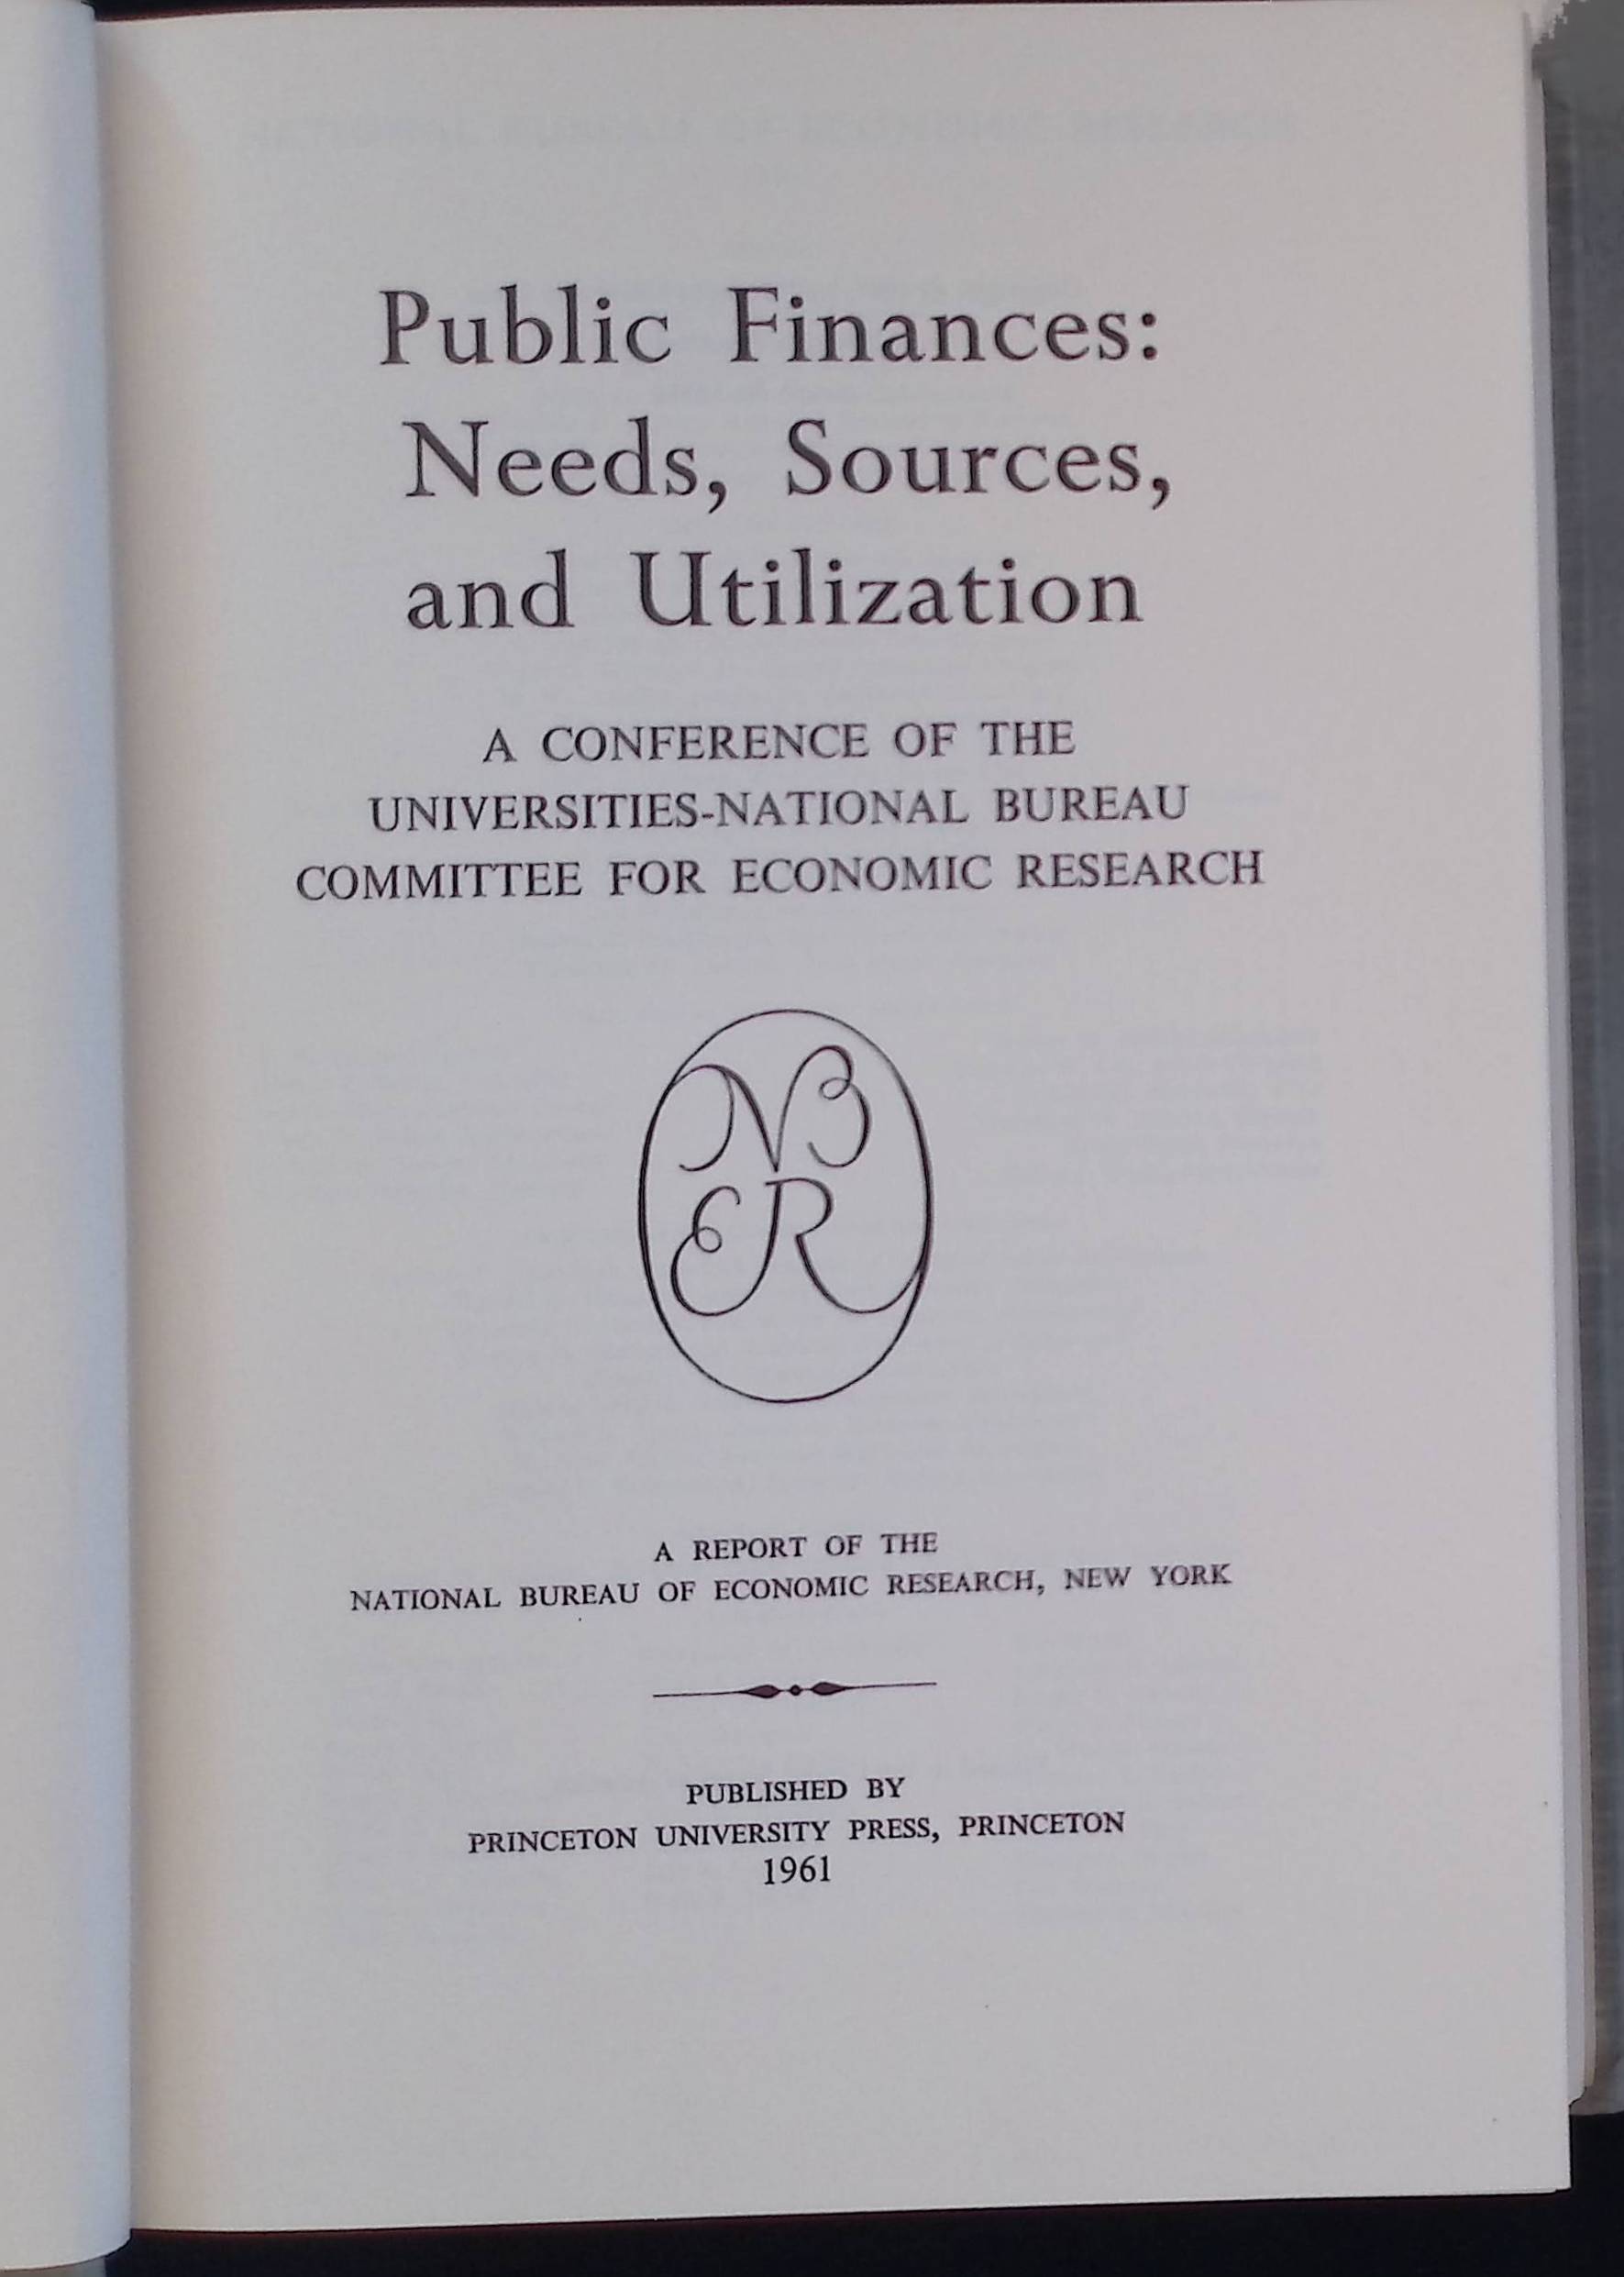 Public Finances:
Needs, Sources,
and Utilization
A CONFERENCE OF THE
UNIVERSITIES-NATIONAL BUREAU
COMMITTEE FOR ECONOMIC RESEARCH
NB
ER
A REPORT OF THE
NATIONAL BUREAU OF ECONOMIC RESEARCH, NEW YORK
PUBLISHED BY
PRINCETON UNIVERSITY PRESS, PRINCETON
1961